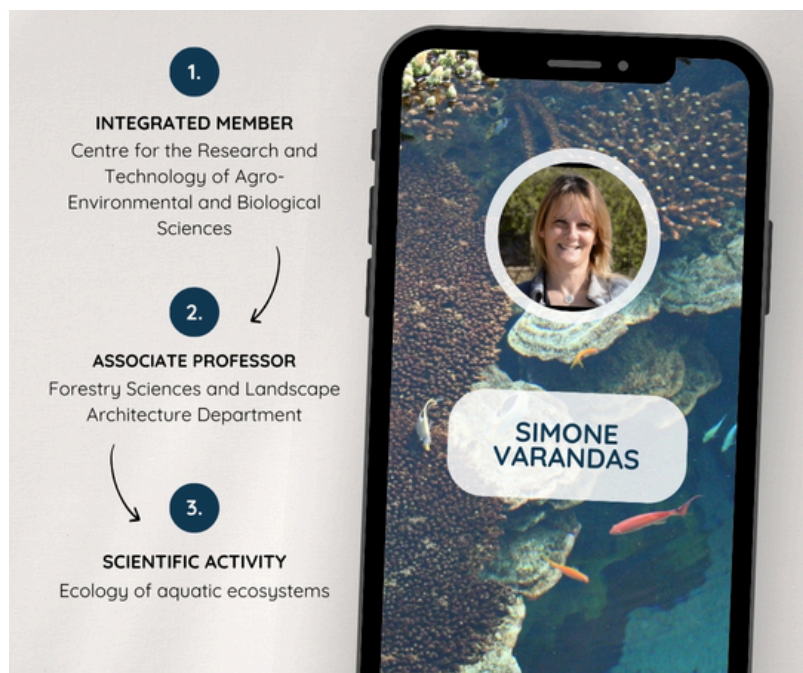 1.
INTEGRATED MEMBER
Centre for the Research and
Technology of Agro-
Environmental and Biological
Sciences
2.
ASSOCIATE PROFESSOR
Forestry Sciences and Landscape
Architecture Department
3.
SCIENTIFIC ACTIVITY
Ecology of aquatic ecosystems
SIMONE
VARANDAS